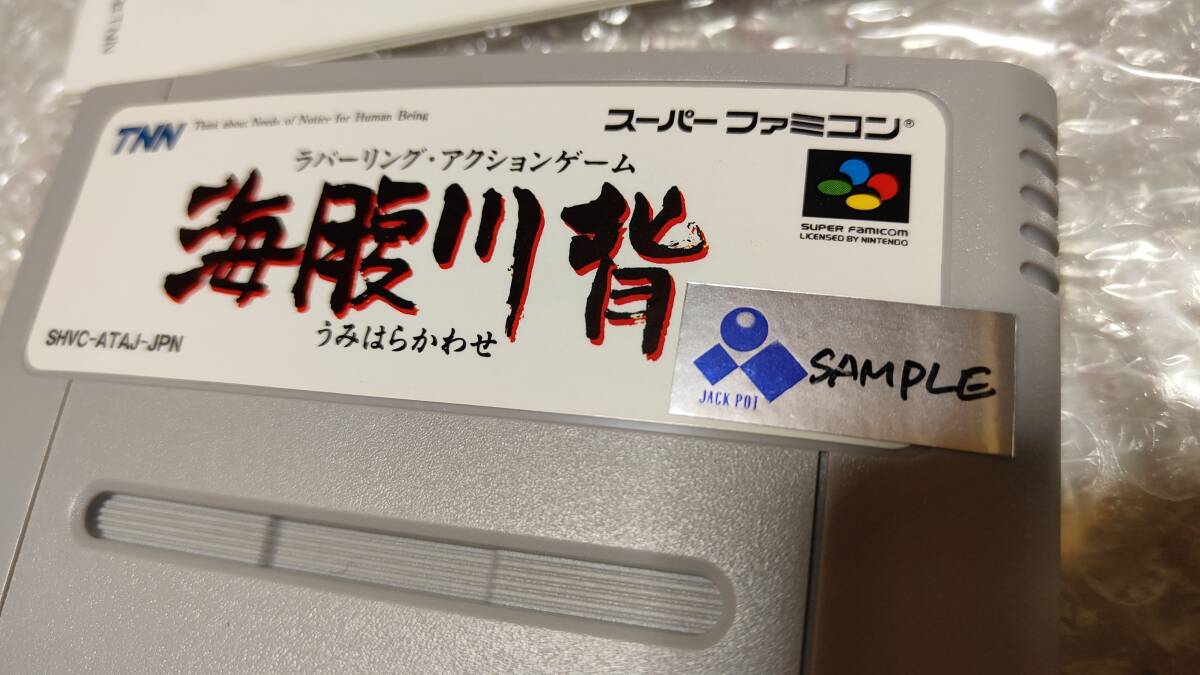 TNN Think about Needs of Notice for Human Being
スーパーファミコン®
ラバーリング・アクションゲーム
海腹川背
うみはらかわせ
SUPER FAMICOM
LICENSED BY NINTENDO
SHVC-ATAJ-JPN
JACK POT
SAMPLE